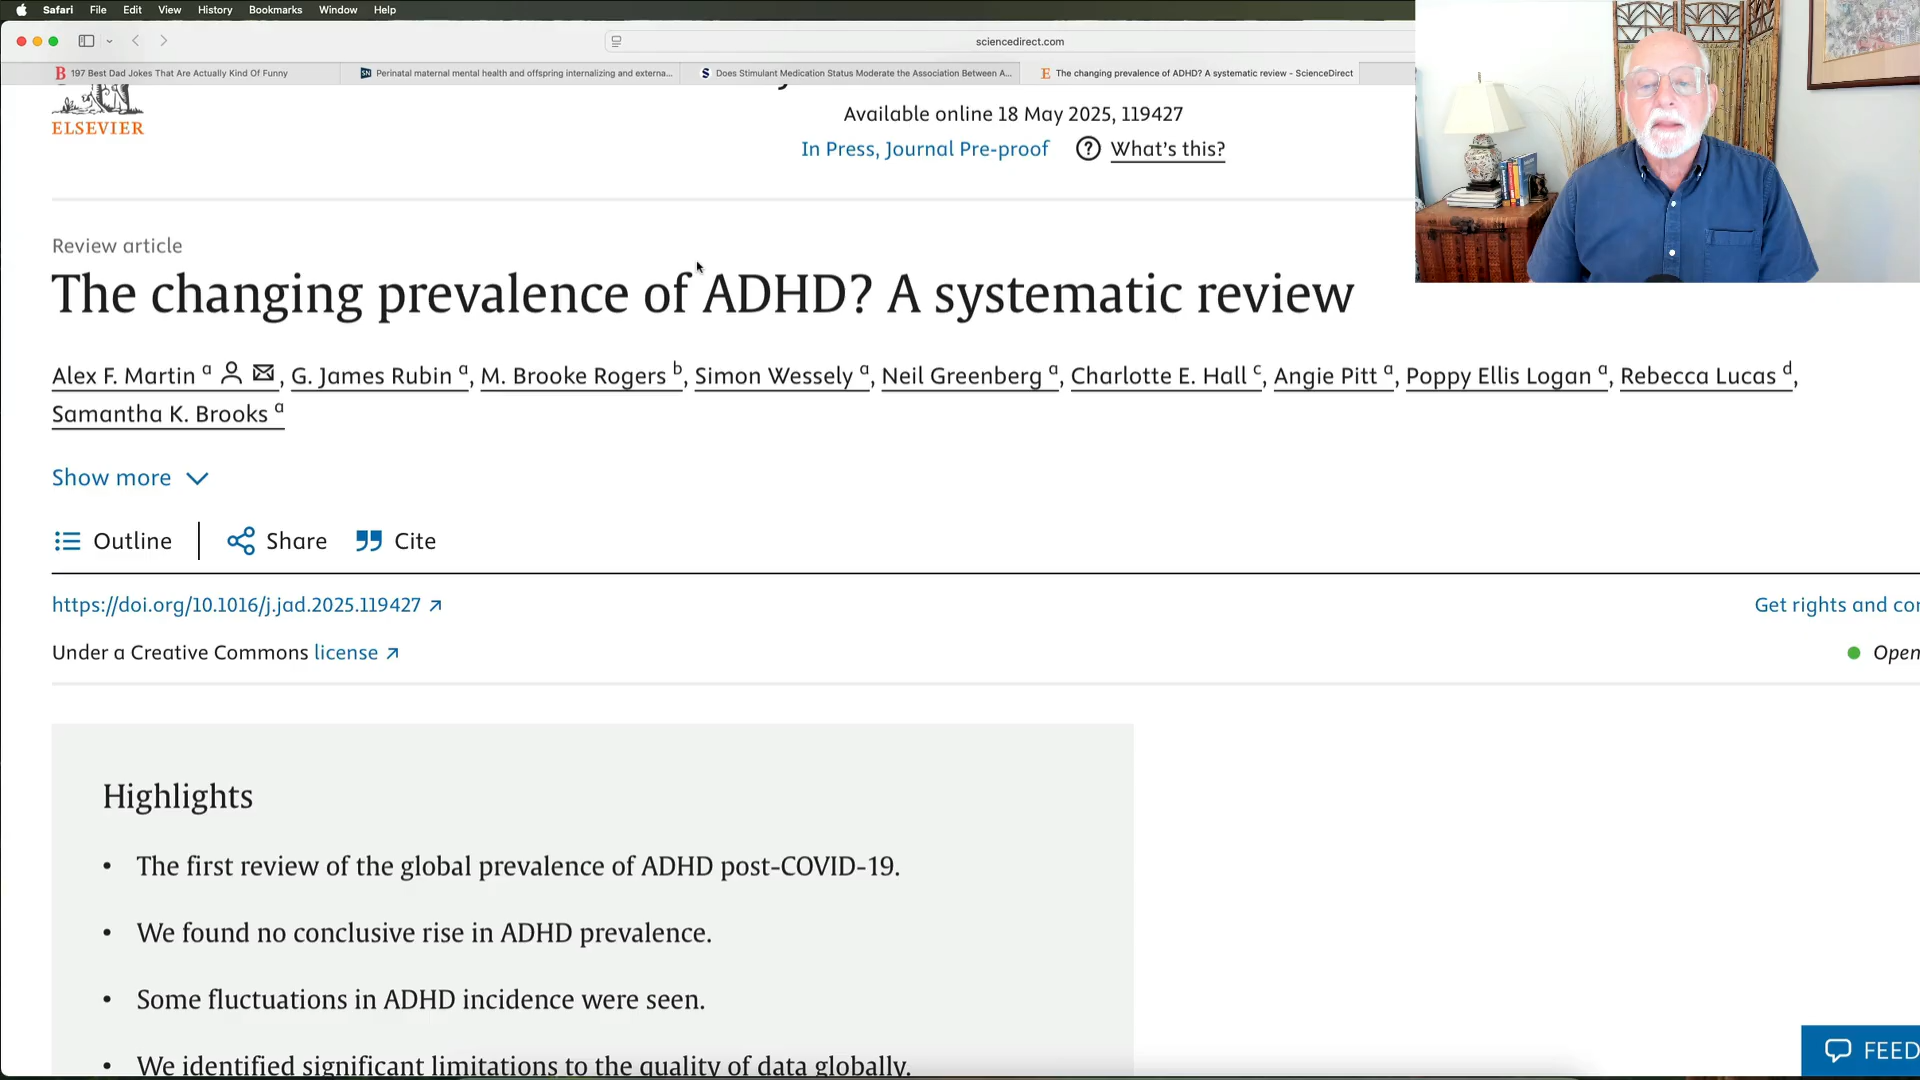 Safari File Edit View History Bookmarks Window Help
sciencedirect.com
197 Best Dad Jokes That Are Actually Kind Of Funny
Perinatal maternal mental health and offspring internalizing and externa...
Does Stimulant Medication Status Moderate the Association Between A...
The changing prevalence of ADHD? A systematic review - ScienceDirect
ELSEVIER
Available online 18 May 2025, 119427
In Press, Journal Pre-proof ? What's this?
Review article
The changing prevalence of ADHD? A systematic review
Alex F. Martin a, G. James Rubin a, M. Brooke Rogers b, Simon Wessely a, Neil Greenberg a, Charlotte E. Hall c, Angie Pitt a, Poppy Ellis Logan a, Rebecca Lucas d,
Samantha K. Brooks a
Show more
Outline Share Cite
https://doi.org/10.1016/j.jad.2025.119427
Get rights and con
Under a Creative Commons license
Open
Highlights
• The first review of the global prevalence of ADHD post-COVID-19.
• We found no conclusive rise in ADHD prevalence.
• Some fluctuations in ADHD incidence were seen.
• We identified significant limitations to the quality of data globally.
FEED